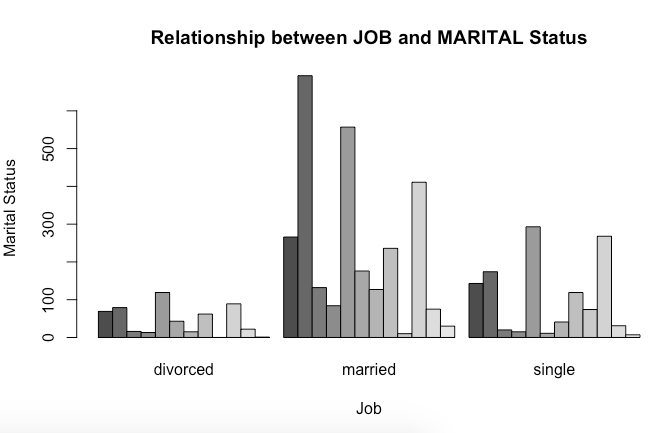 Relationship between JOB and MARITAL Status
Marital Status
500
300
100
0
divorced married single
Job